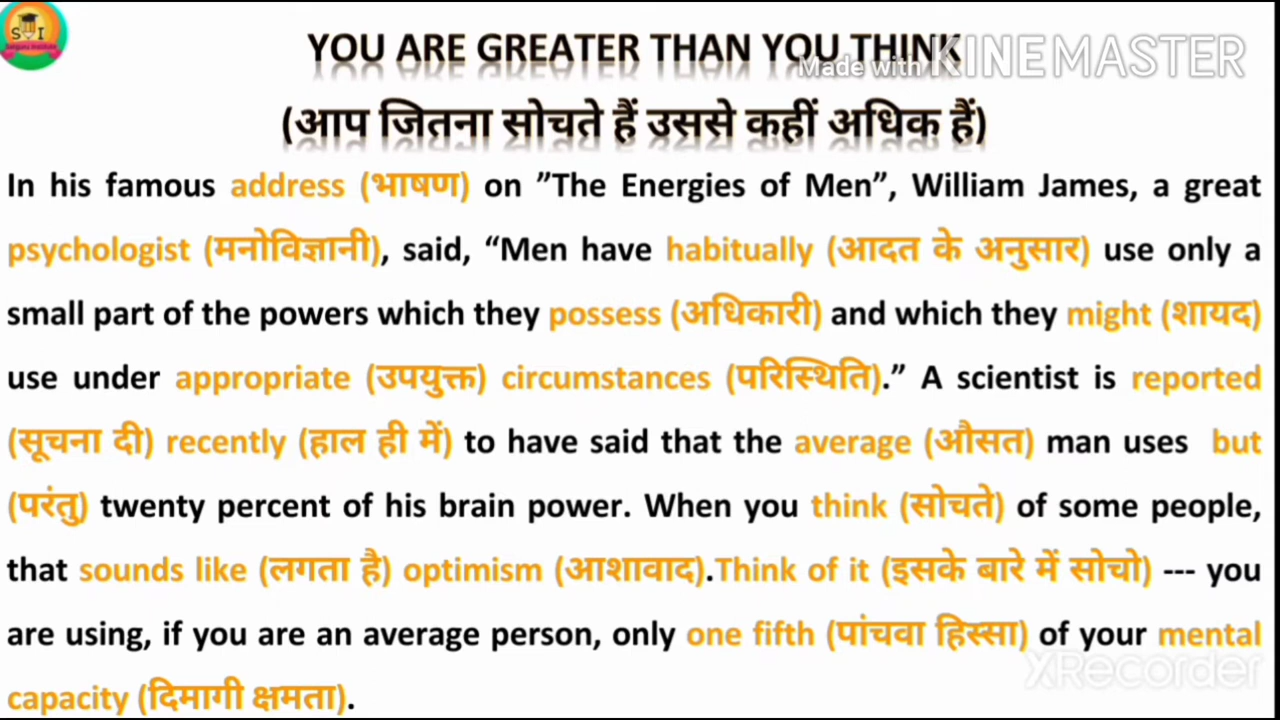 YOU ARE GREATER THAN YOU THINK
Made with KINEMASTER
(आप जितना सोचते हैं उससे कहीं अधिक हैं)
In his famous address (भाषण) on ”The Energies of Men”, William James, a great
psychologist (मनोविज्ञानी), said, “Men have habitually (आदत के अनुसार) use only a
small part of the powers which they possess (अधिकारी) and which they might (शायद)
use under appropriate (उपयुक्त) circumstances (परिस्थिति).” A scientist is reported
(सूचना दी) recently (हाल ही में) to have said that the average (औसत) man uses but
(परंतु) twenty percent of his brain power. When you think (सोचते) of some people,
that sounds like (लगता है) optimism (आशावाद).Think of it (इसके बारे में सोचो) --- you
are using, if you are an average person, only one fifth (पांचवा हिस्सा) of your mental
capacity (दिमागी क्षमता).
XRecorder